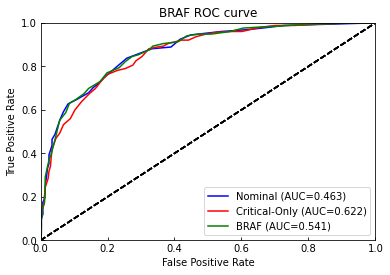 BRAF ROC curve
True Positive Rate
1.0
0.8
0.6
0.4
0.2
0.0
Nominal (AUC=0.463)
Critical-Only (AUC=0.622)
BRAF (AUC=0.541)
0.0 0.2 0.4 0.6 0.8 1.0
False Positive Rate